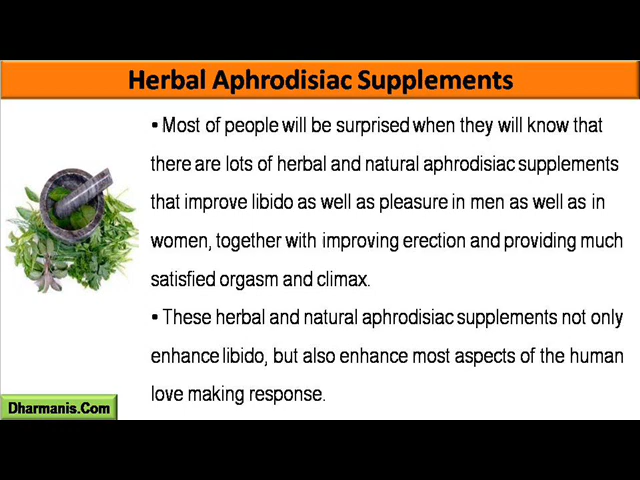 Herbal Aphrodisiac Supplements
• Most of people will be surprised when they will know that
there are lots of herbal and natural aphrodisiac supplements
that improve libido as well as pleasure in men as well as in
women, together with improving erection and providing much
satisfied orgasm and climax.
• These herbal and natural aphrodisiac supplements not only
enhance libido, but also enhance most aspects of the human
love making response.
Dharmanis.Com